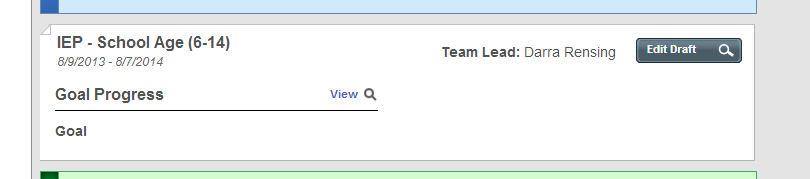 IEP - School Age (6-14)
8/9/2013 - 8/7/2014
Team Lead: Darra Rensing
Edit Draft
Goal Progress
View
Goal